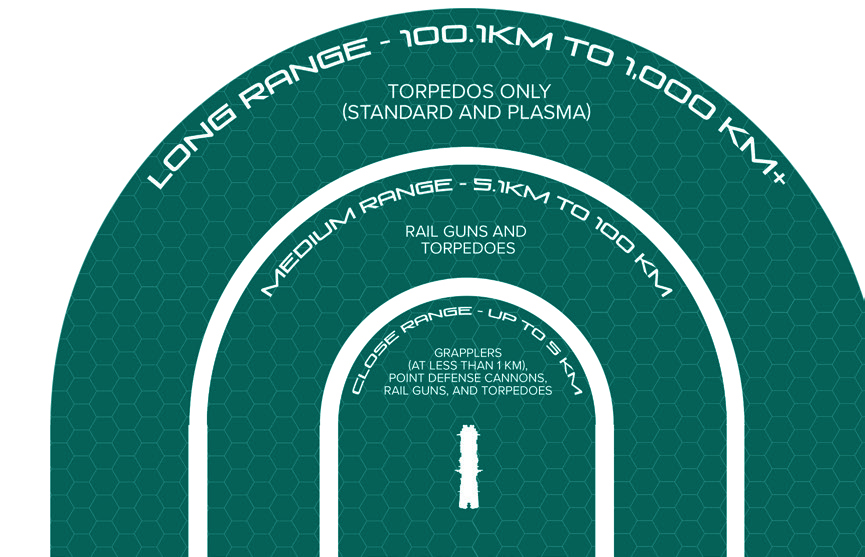 LONG RANGE - 100.1KM TO 1,000 KM+
TORPEDOS ONLY
(STANDARD AND PLASMA)
MEDIUM RANGE - 5.1KM TO 100 KM
RAIL GUNS AND
TORPEDOES
CLOSE RANGE - UP TO 5 KM
GRAPPLERS
(AT LESS THAN 1 KM),
POINT DEFENSE CANNONS,
RAIL GUNS, AND TORPEDOES